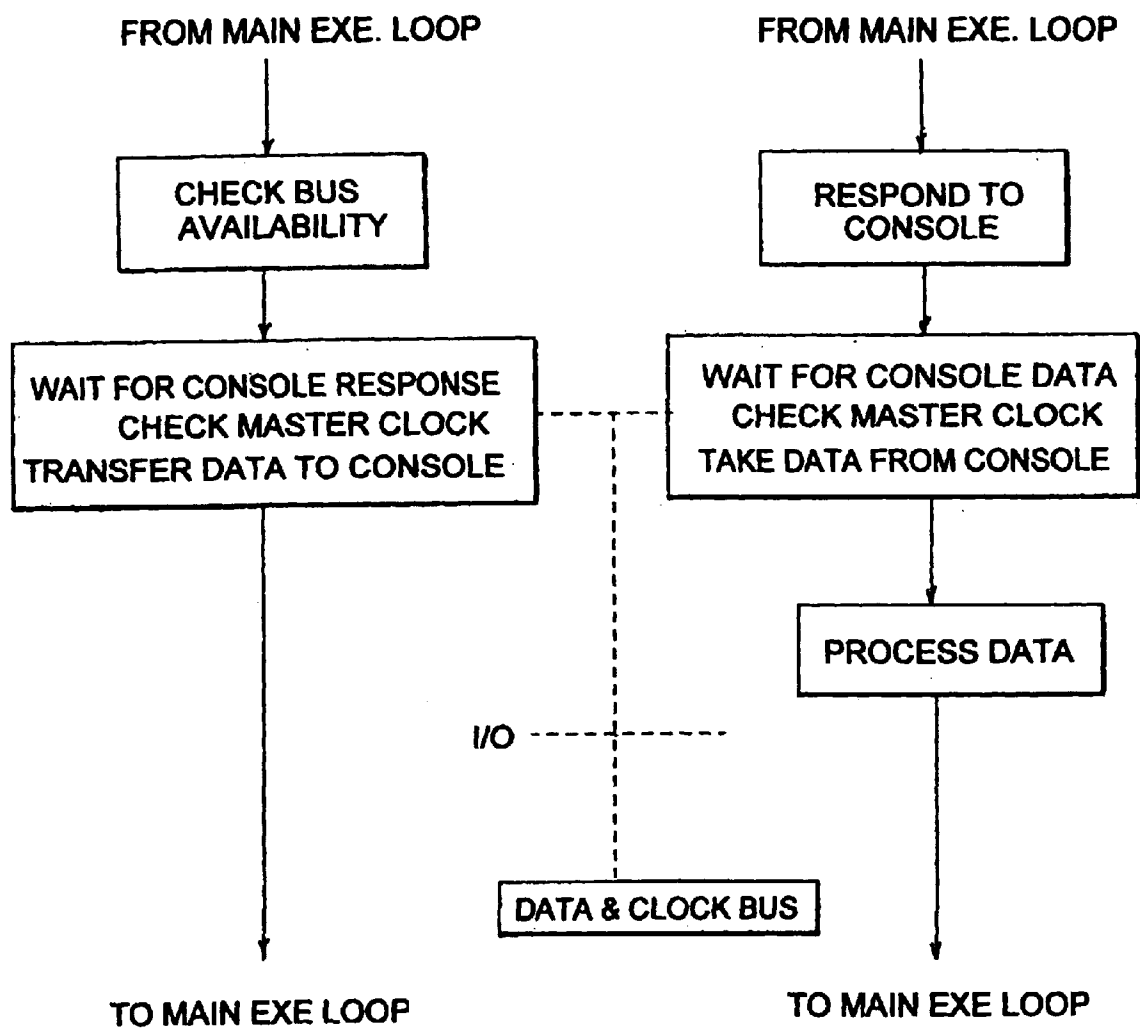 FROM MAIN EXE. LOOP
CHECK BUS
AVAILABILITY
WAIT FOR CONSOLE RESPONSE
CHECK MASTER CLOCK
TRANSFER DATA TO CONSOLE
TO MAIN EXE LOOP
FROM MAIN EXE. LOOP
RESPOND TO
CONSOLE
WAIT FOR CONSOLE DATA
CHECK MASTER CLOCK
TAKE DATA FROM CONSOLE
PROCESS DATA
I/O
DATA & CLOCK BUS
TO MAIN EXE LOOP